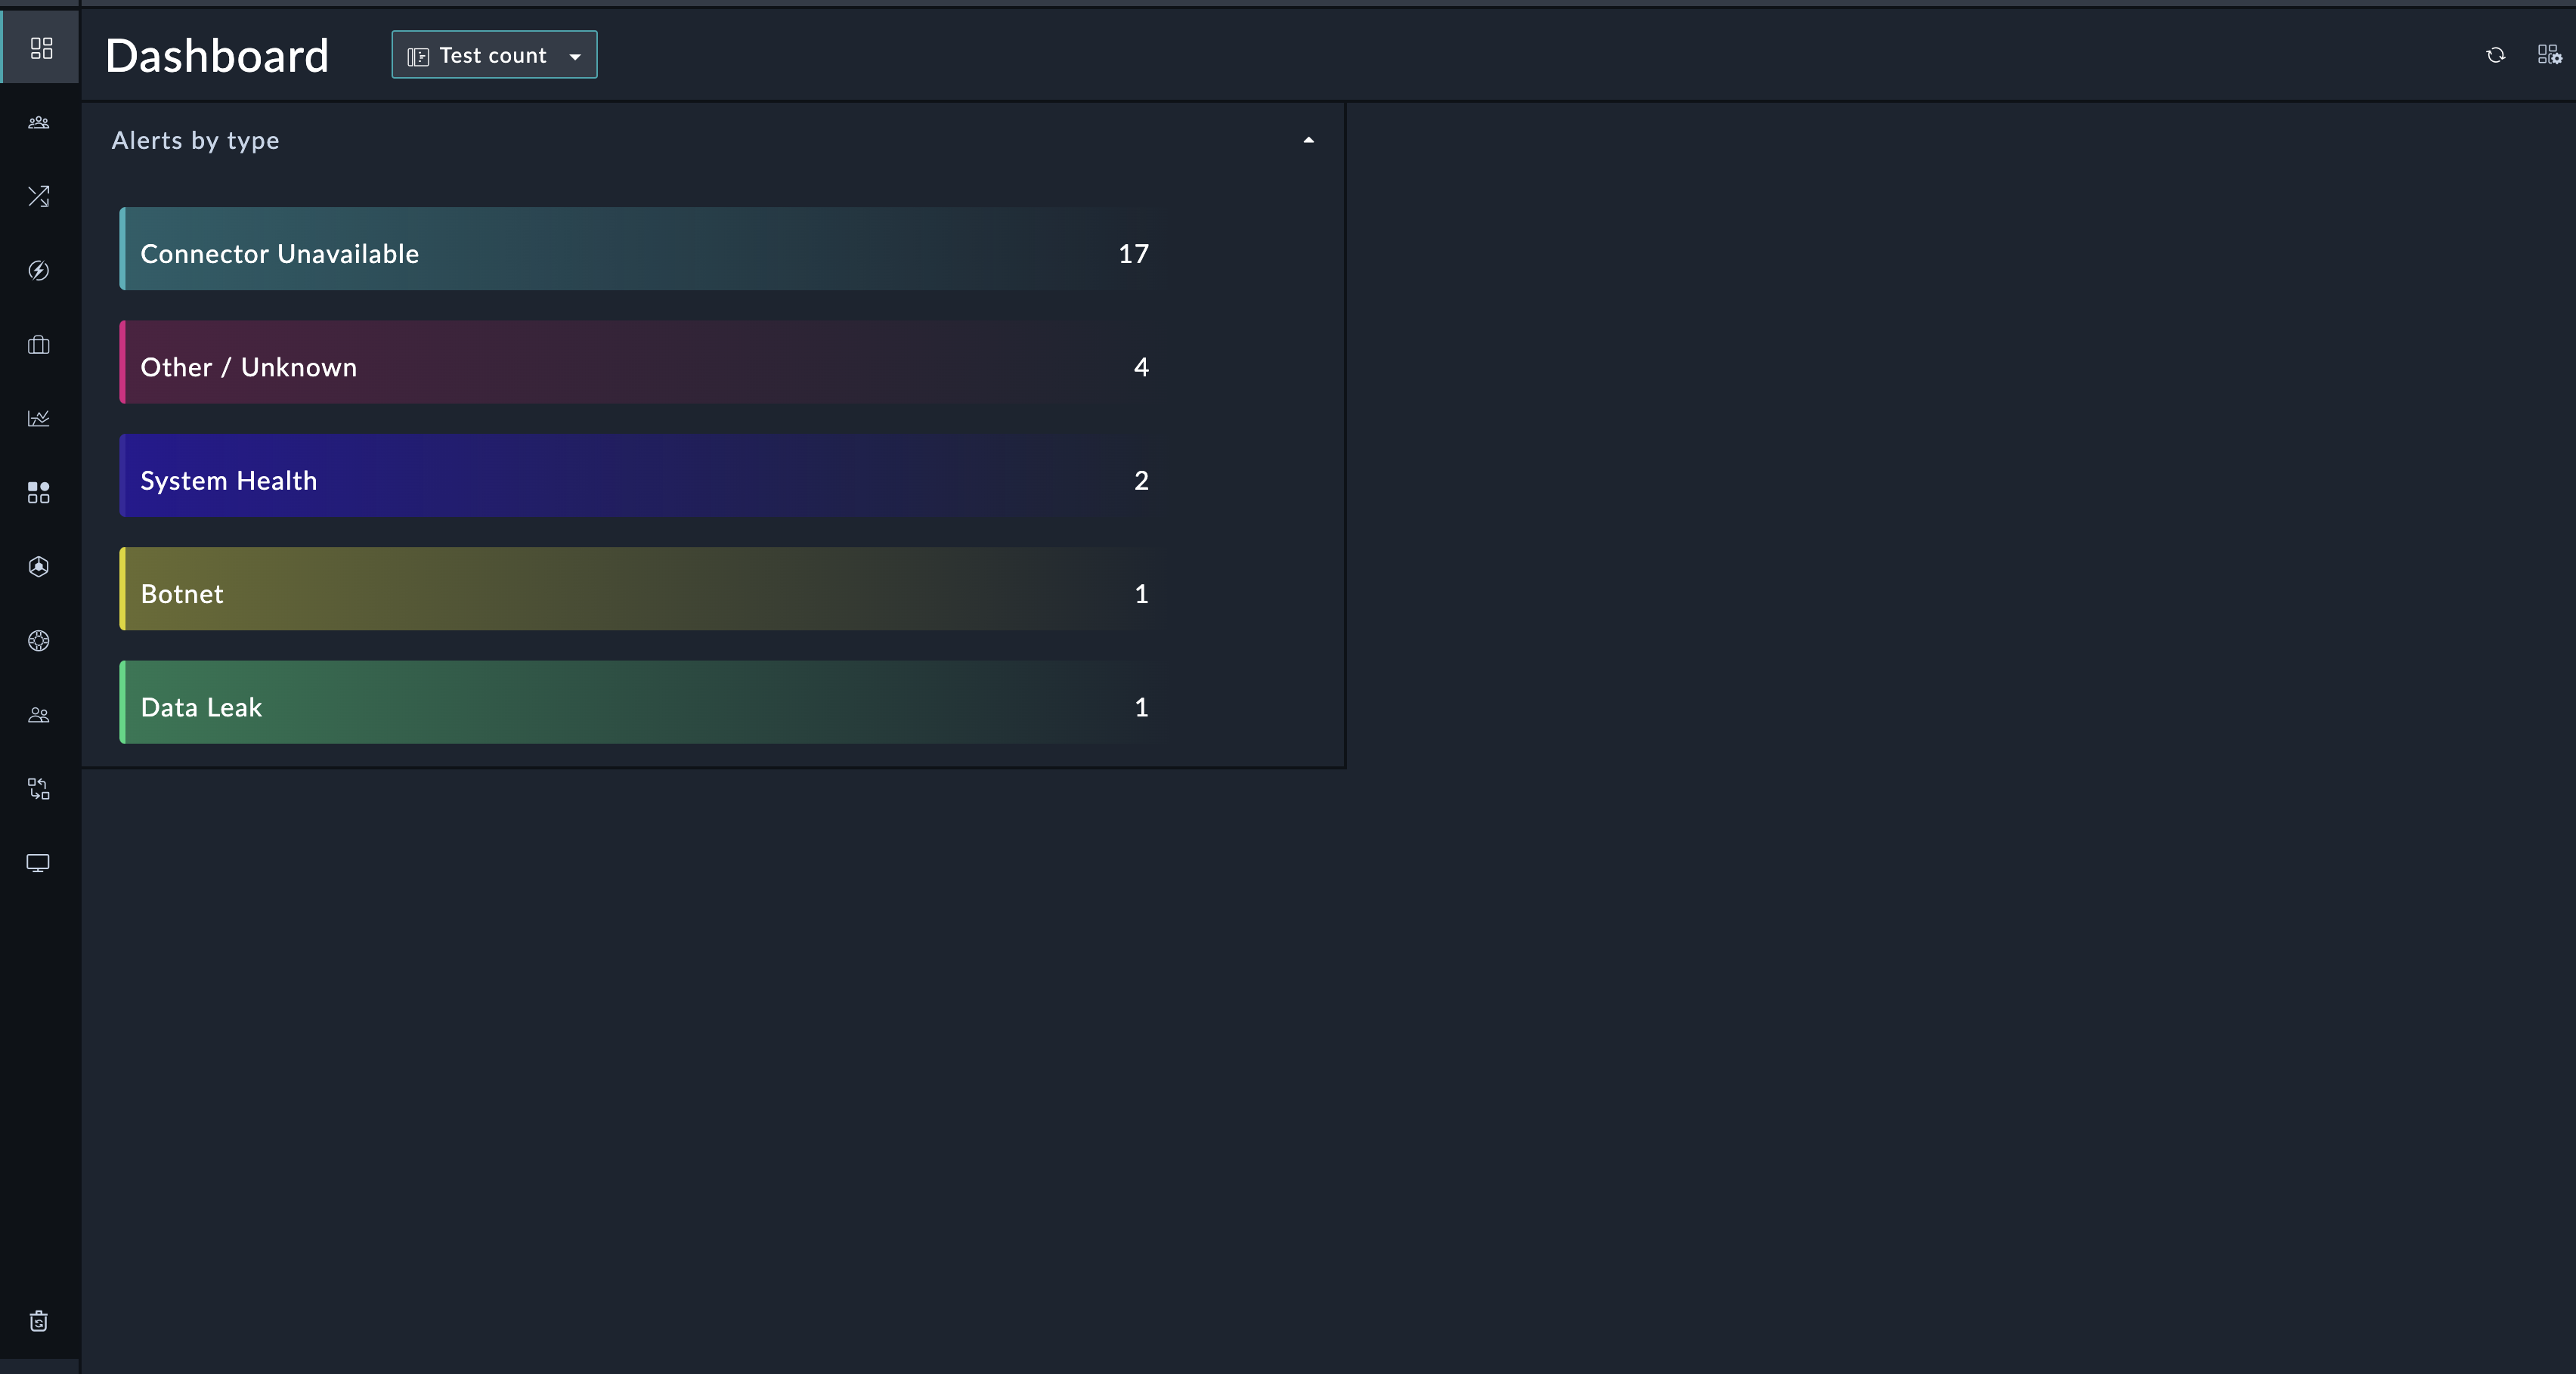 Dashboard
Test count
Alerts by type
Connector Unavailable 17
Other / Unknown 4
System Health 2
Botnet 1
Data Leak 1